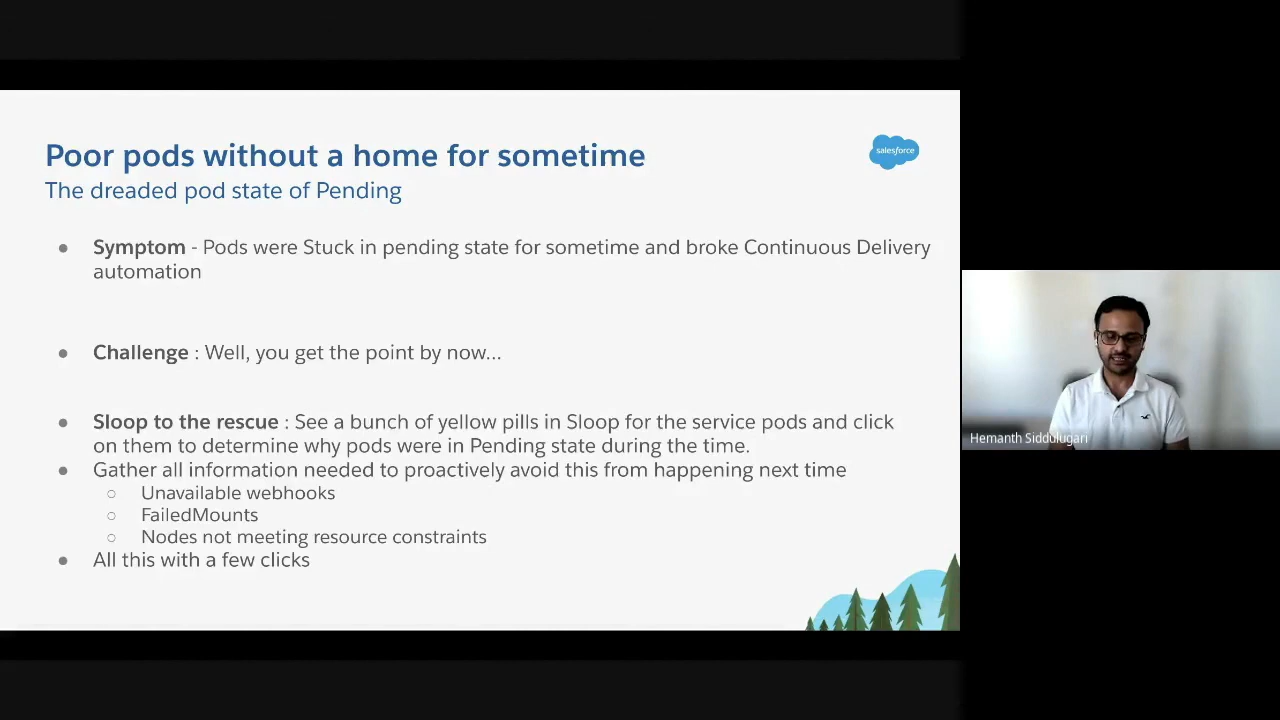 Poor pods without a home for sometime
salesforce
The dreaded pod state of Pending
● Symptom - Pods were Stuck in pending state for sometime and broke Continuous Delivery
automation
● Challenge : Well, you get the point by now...
● Sloop to the rescue : See a bunch of yellow pills in Sloop for the service pods and click
on them to determine why pods were in Pending state during the time.
● Gather all information needed to proactively avoid this from happening next time
○ Unavailable webhooks
○ FailedMounts
○ Nodes not meeting resource constraints
● All this with a few clicks
Hemanth Siddulugari